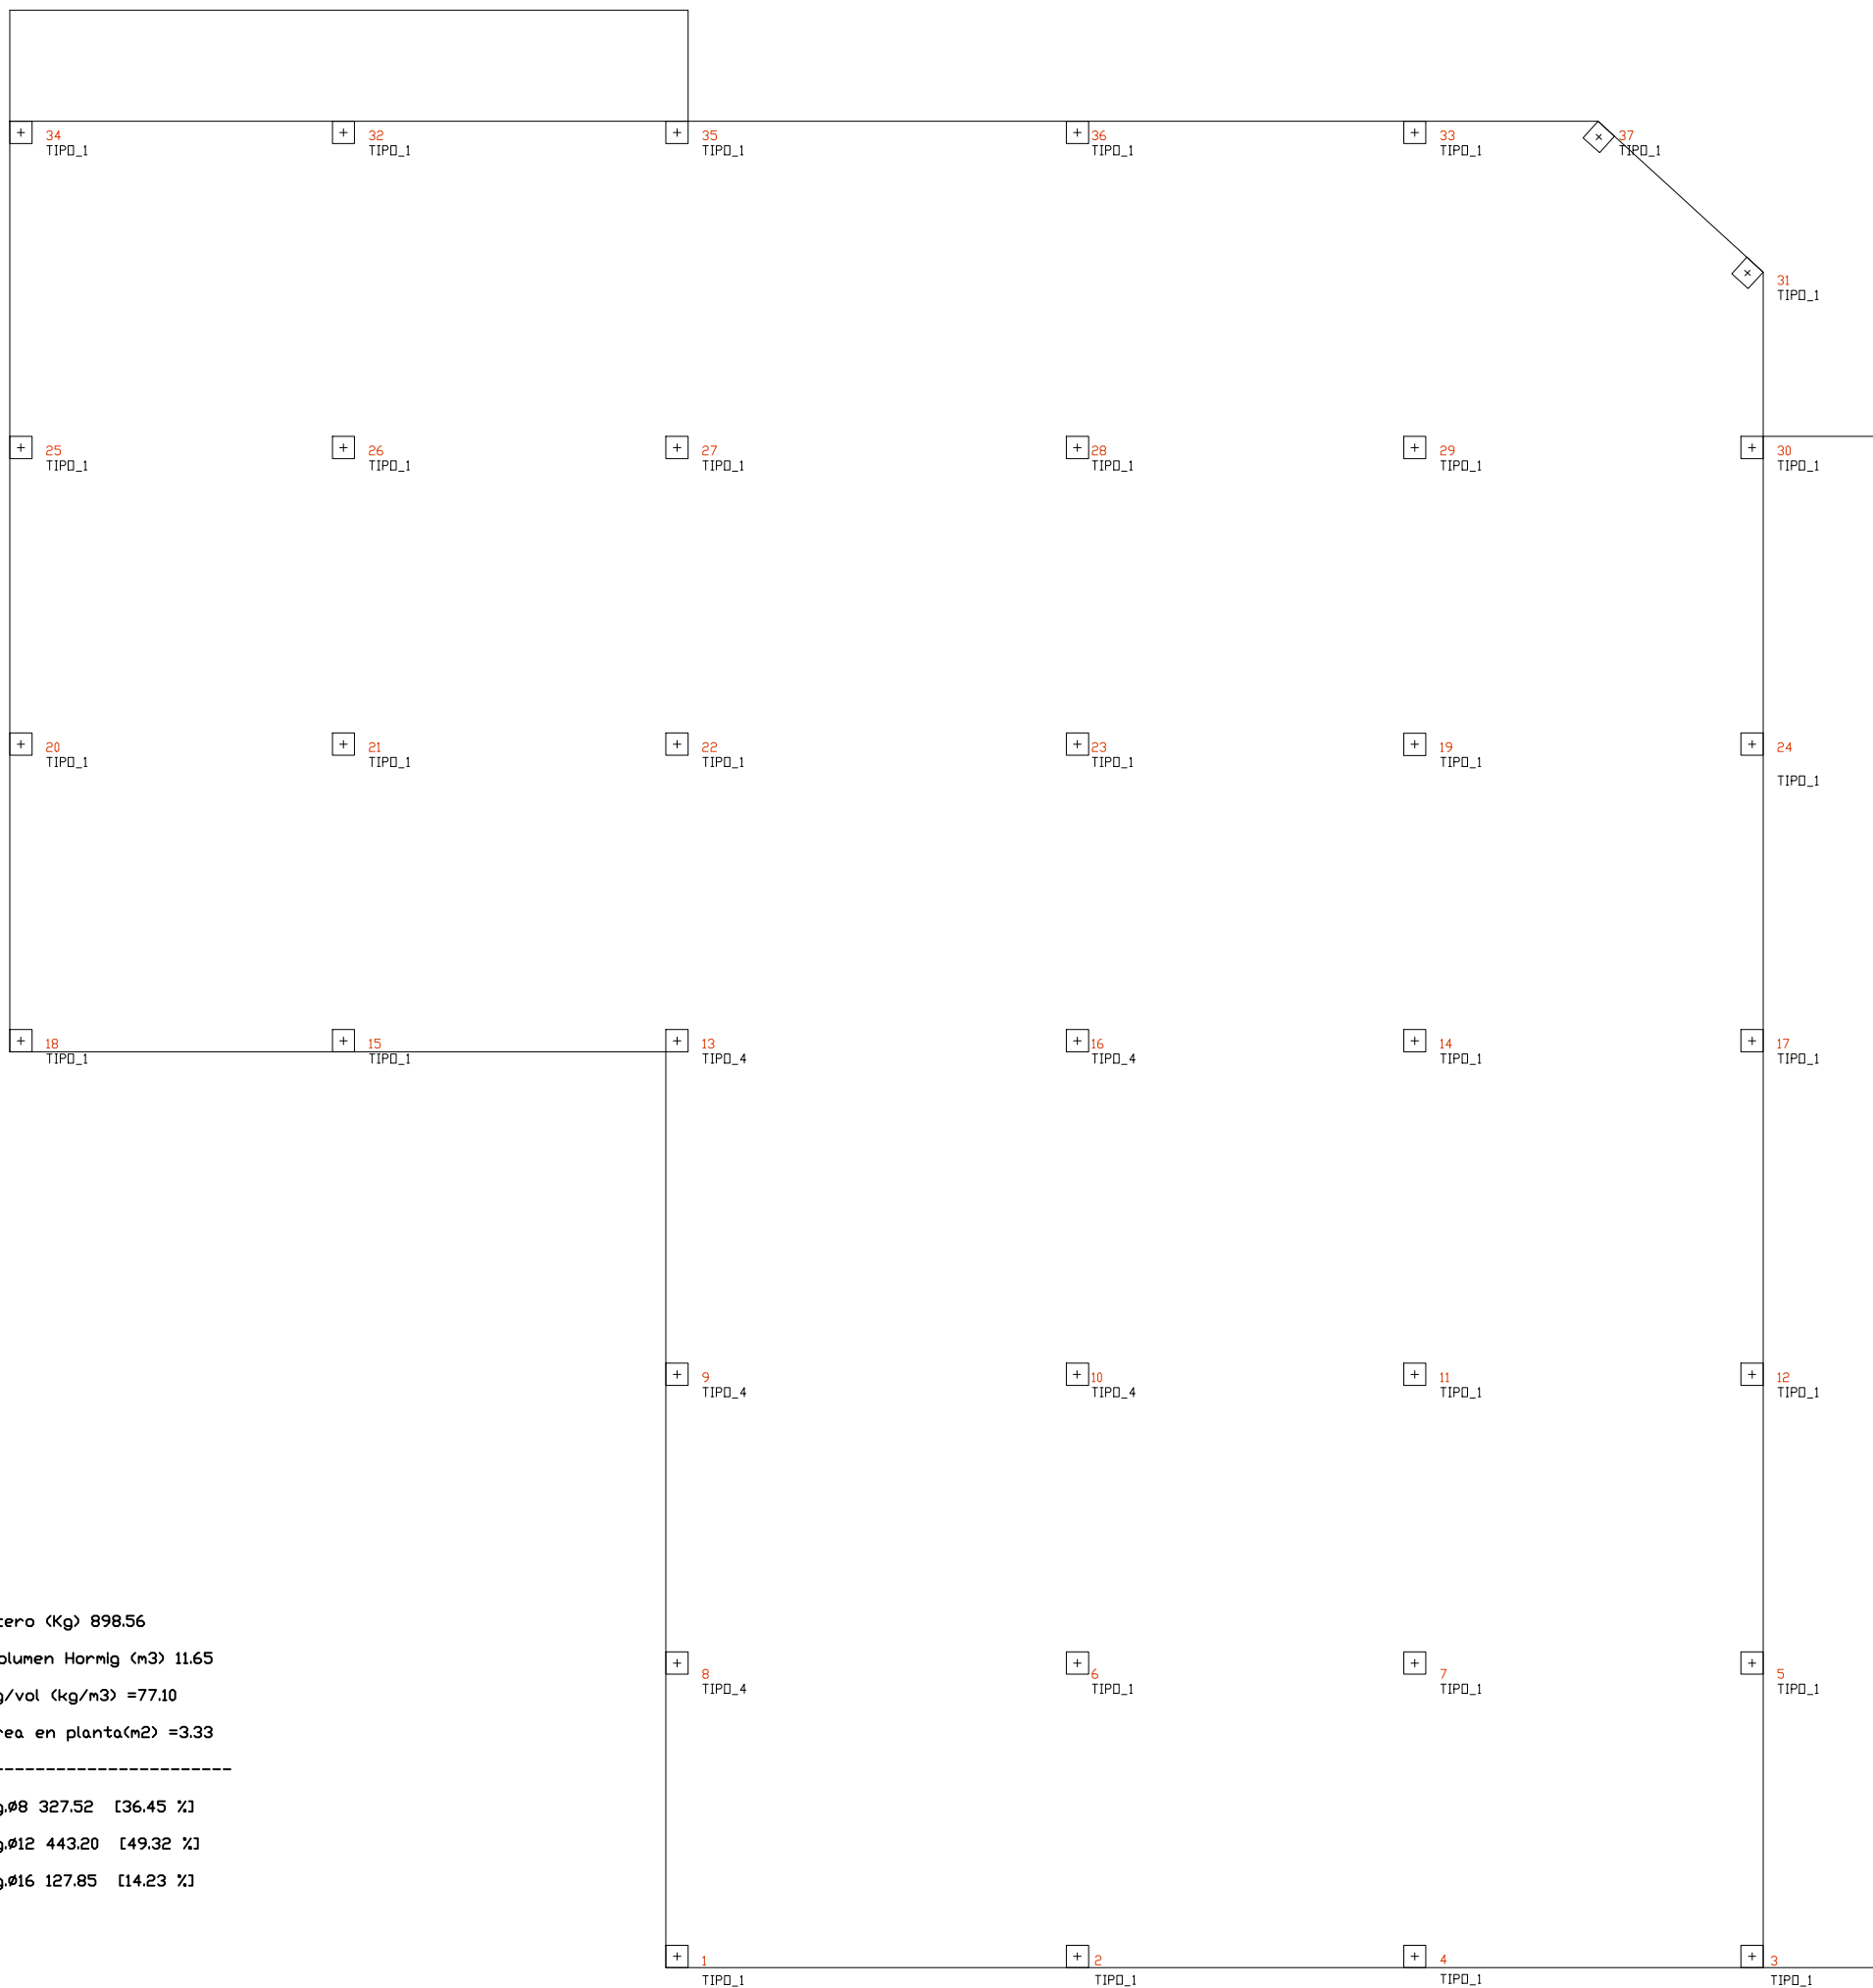 34
TIPO_1
32
TIPO_1
35
TIPO_1
36
TIPO_1
33
TIPO_1
37
TIPO_1
31
TIPO_1
25
TIPO_1
26
TIPO_1
27
TIPO_1
28
TIPO_1
29
TIPO_1
30
TIPO_1
20
TIPO_1
21
TIPO_1
22
TIPO_1
23
TIPO_1
19
TIPO_1
24
TIPO_1
18
TIPO_1
15
TIPO_1
13
TIPO_4
16
TIPO_4
14
TIPO_1
17
TIPO_1
9
TIPO_4
10
TIPO_4
11
TIPO_1
12
TIPO_1
8
TIPO_4
6
TIPO_1
7
TIPO_1
5
TIPO_1
1
TIPO_1
2
TIPO_1
4
TIPO_1
3
TIPO_1
cero (Kg) 898.56
olumen Hormig (m3) 11.65
g/vol (kg/m3) =77.10
rea en planta(m2) =3.33
-----------------------
g.ø8 327.52 [36.45 %]
g.ø12 443.20 [49.32 %]
g.ø16 127.85 [14.23 %]